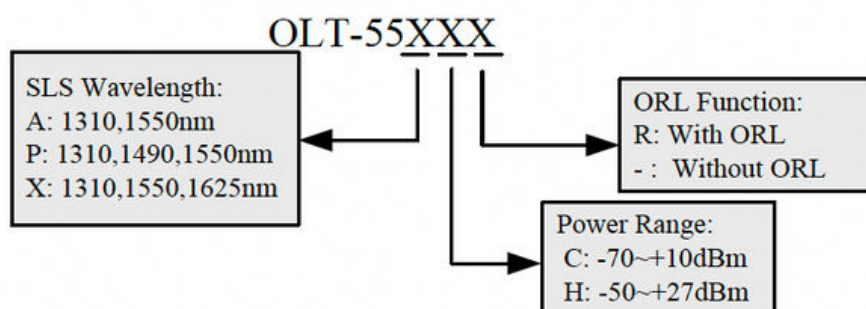 OLT-55XXX
SLS Wavelength:
A: 1310,1550nm
P: 1310,1490,1550nm
X: 1310,1550,1625nm
ORL Function:
R: With ORL
- : Without ORL
Power Range:
C: -70~+10dBm
H: -50~+27dBm